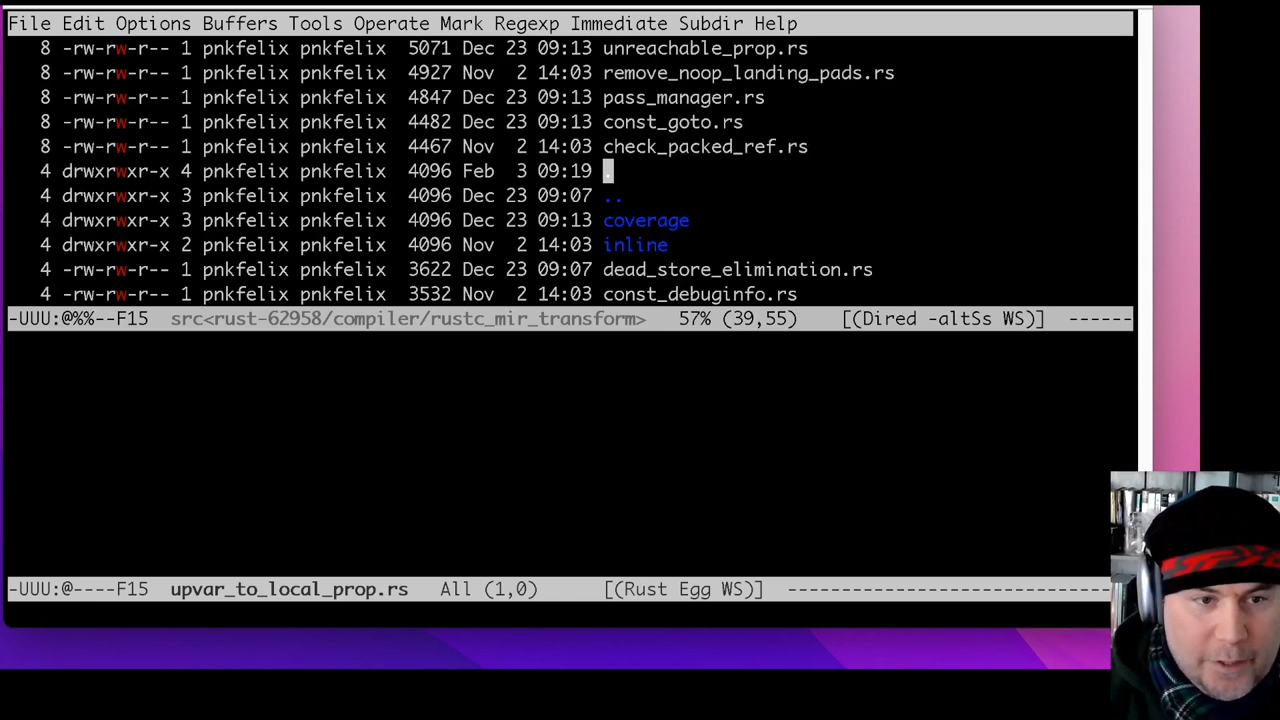 File Edit Options Buffers Tools Operate Mark Regexp Immediate Subdir Help
8 -rw-rw-r-- 1 pnkfelix pnkfelix 5071 Dec 23 09:13 unreachable_prop.rs
8 -rw-rw-r-- 1 pnkfelix pnkfelix 4927 Nov 2 14:03 remove_noop_landing_pads.rs
8 -rw-rw-r-- 1 pnkfelix pnkfelix 4847 Dec 23 09:13 pass_manager.rs
8 -rw-rw-r-- 1 pnkfelix pnkfelix 4482 Dec 23 09:13 const_goto.rs
8 -rw-rw-r-- 1 pnkfelix pnkfelix 4467 Nov 2 14:03 check_packed_ref.rs
4 drwxrwxr-x 4 pnkfelix pnkfelix 4096 Feb 3 09:19 .
4 drwxrwxr-x 3 pnkfelix pnkfelix 4096 Dec 23 09:07 ..
4 drwxrwxr-x 3 pnkfelix pnkfelix 4096 Dec 23 09:13 coverage
4 drwxrwxr-x 2 pnkfelix pnkfelix 4096 Nov 2 14:03 inline
4 -rw-rw-r-- 1 pnkfelix pnkfelix 3622 Dec 23 09:07 dead_store_elimination.rs
4 -rw-rw-r-- 1 pnkfelix pnkfelix 3532 Nov 2 14:03 const_debuginfo.rs
-UUU:@%%--F15 src<rust-62958/compiler/rustc_mir_transform> 57% (39,55) [(Dired -altSs WS)] ------
-UUU:@----F15 upvar_to_local_prop.rs All (1,0) [(Rust Egg WS)] ------------------------------------